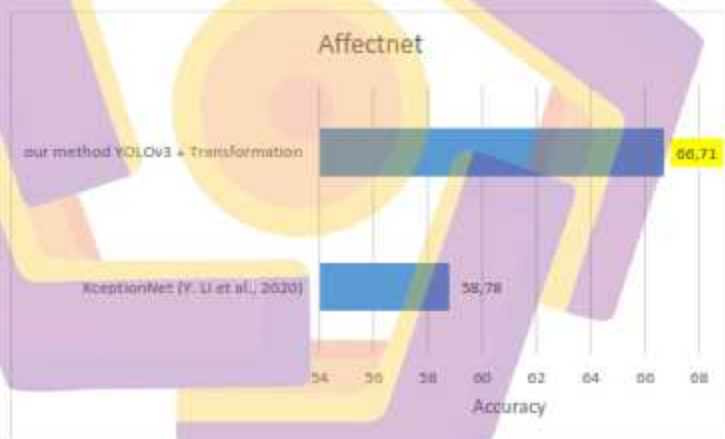 Affectnet
our method YOLOv3 + Transformation
66,71
XceptionNet (Y. Li et al., 2020)
58,78
54 56 58 60 62 64 66 68
Accuracy